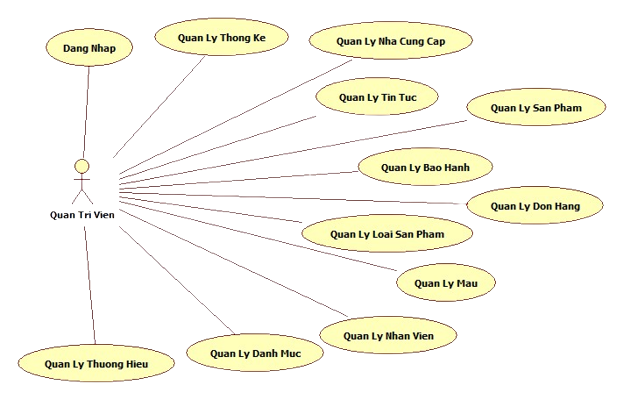 Quan Ly Thong Ke
Quan Ly Nha Cung Cap
Dang Nhap
Quan Ly Tin Tuc
Quan Ly San Pham
Quan Ly Bao Hanh
Quan Ly Don Hang
Quan Tri Vien
Quan Ly Loai San Pham
Quan Ly Mau
Quan Ly Nhan Vien
Quan Ly Danh Muc
Quan Ly Thuong Hieu